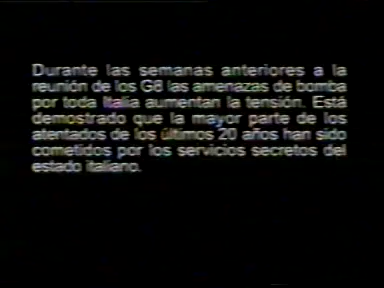 Durante las semanas anteriores a la
reunión de los G8 las amenazas de bomba
por toda Italia aumentan la tensión. Está
demostrado que la mayor parte de los
atentados de los últimos 20 años han sido
cometidos por los servicios secretos del
estado italiano.